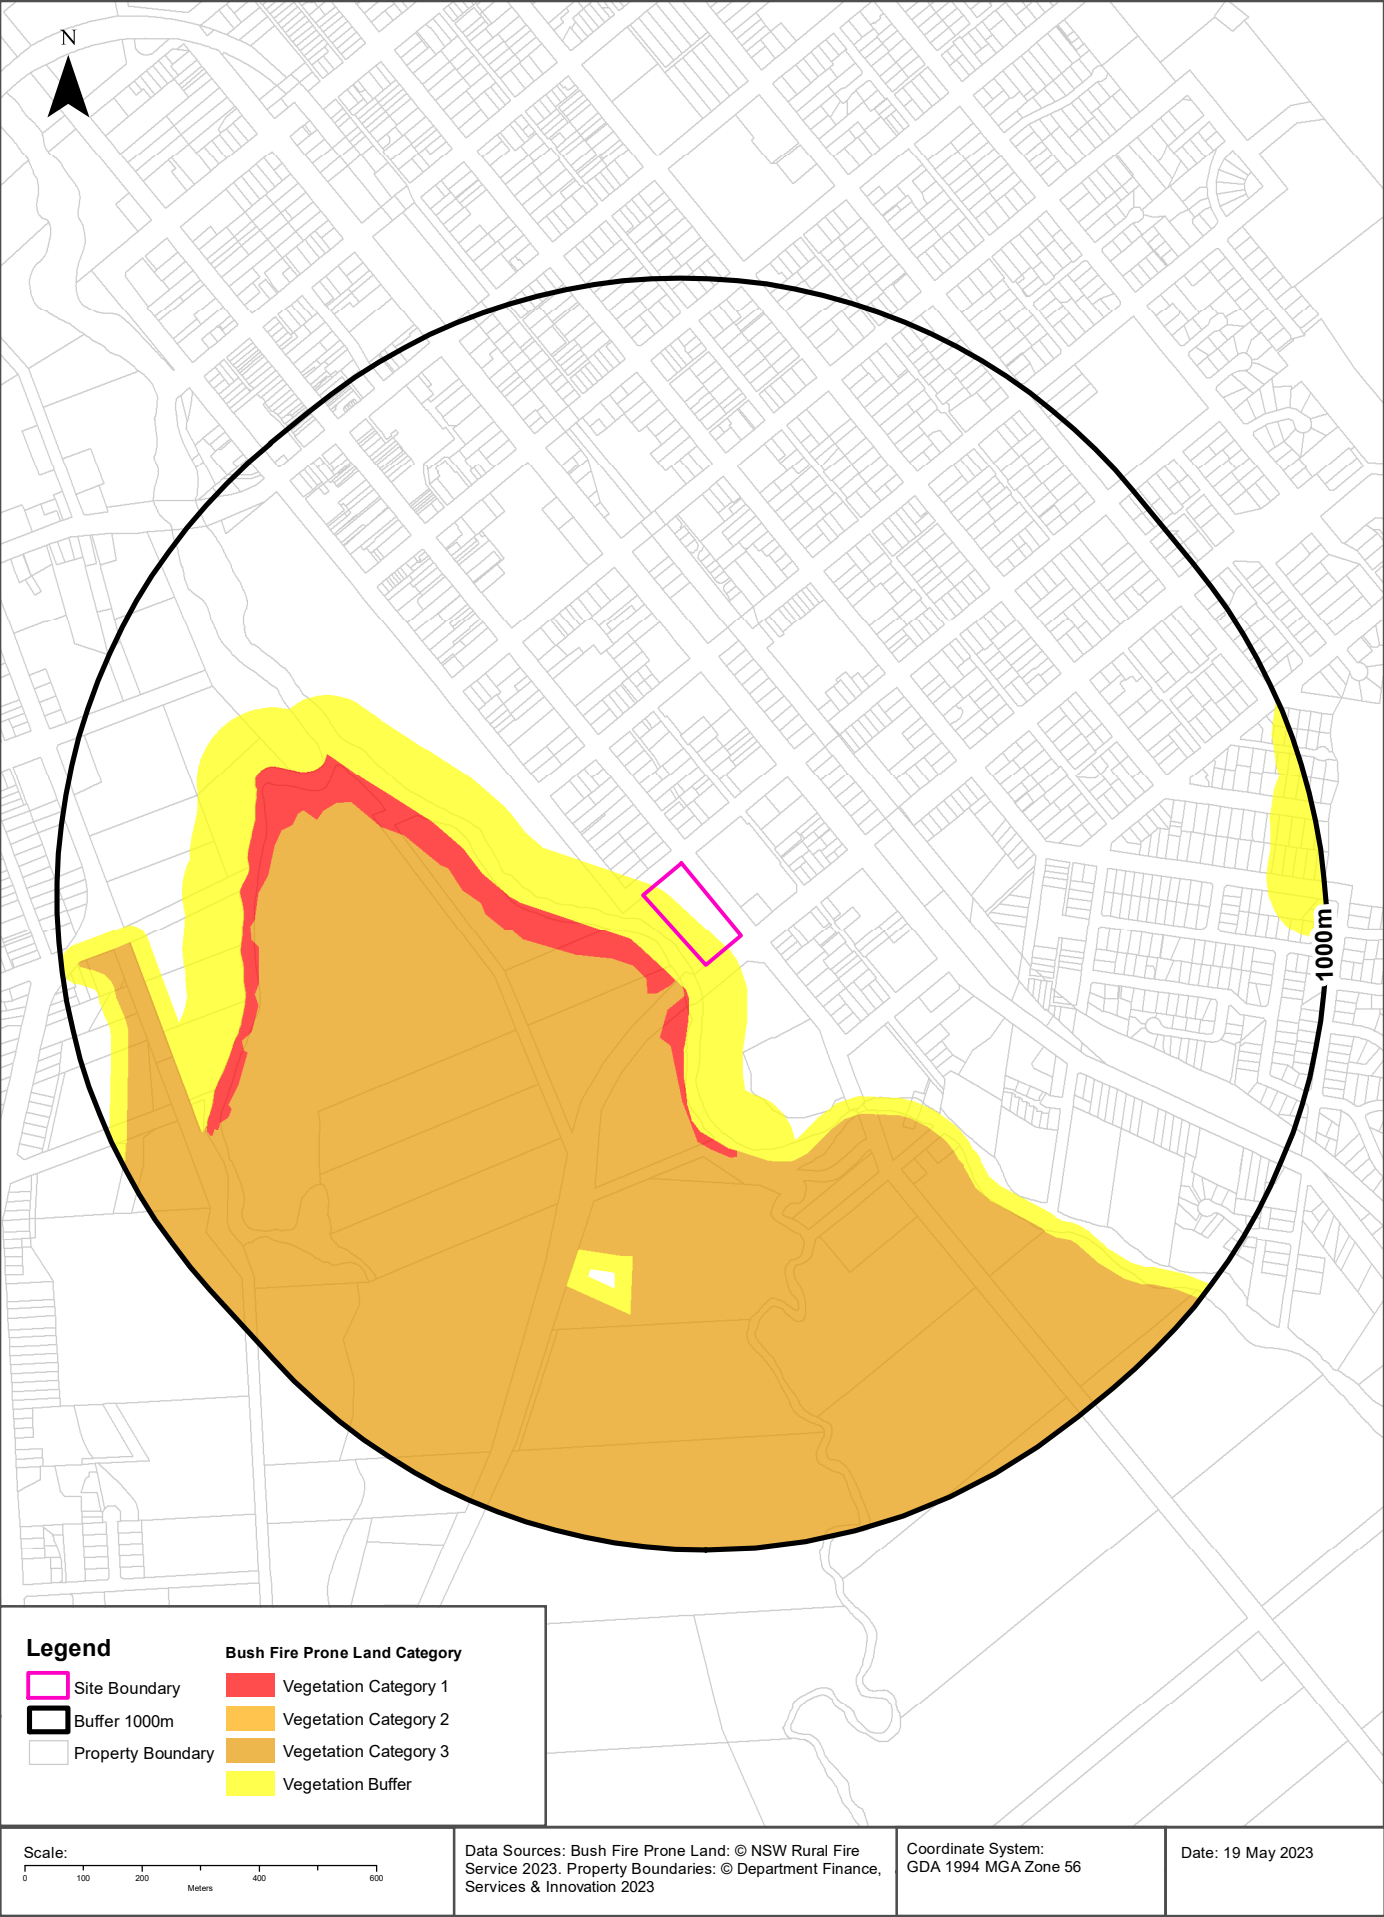 N
1000m
Legend
Site Boundary
Buffer 1000m
Property Boundary
Bush Fire Prone Land Category
Vegetation Category 1
Vegetation Category 2
Vegetation Category 3
Vegetation Buffer
Scale:
0 100 200 400 600
Meters
Data Sources: Bush Fire Prone Land: © NSW Rural Fire
Service 2023. Property Boundaries: © Department Finance,
Services & Innovation 2023
Coordinate System:
GDA 1994 MGA Zone 56
Date: 19 May 2023